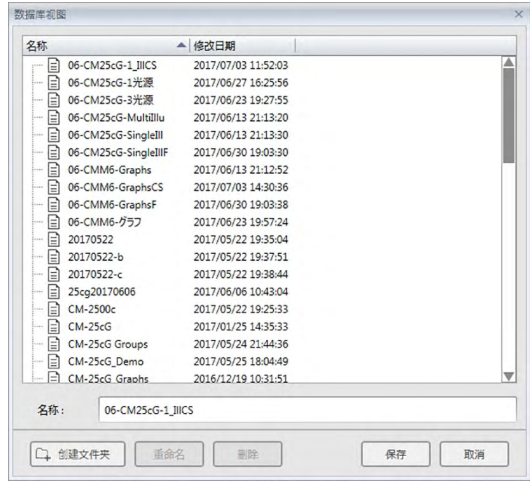 数据库视图
名称 修改日期
06-CM25cG-1_IllCS 2017/07/03 11:52:03
06-CM25cG-1光源 2017/06/27 16:25:56
06-CM25cG-3光源 2017/06/23 19:27:55
06-CM25cG-MultiIllu 2017/06/13 21:13:20
06-CM25cG-SingleIll 2017/06/13 21:13:30
06-CM25cG-SingleIllF 2017/06/30 19:03:30
06-CMM6-Graphs 2017/06/13 21:12:52
06-CMM6-GraphsCS 2017/07/03 14:30:36
06-CMM6-GraphsF 2017/06/30 19:03:38
06-CMM6-グラフ 2017/06/23 19:57:24
20170522 2017/05/22 19:35:04
20170522-b 2017/05/22 19:37:51
20170522-c 2017/05/22 19:38:44
25cg20170606 2017/06/06 10:43:04
CM-2500c 2017/05/22 19:25:33
CM-25cG 2017/01/25 14:35:33
CM-25cG Groups 2017/05/24 21:44:36
CM-25cG_Demo 2017/05/25 18:04:49
CM-25cG Graphs 2016/12/19 10:31:51
名称： 06-CM25cG-1_IllCS
创建文件夹 重命名 删除 保存 取消